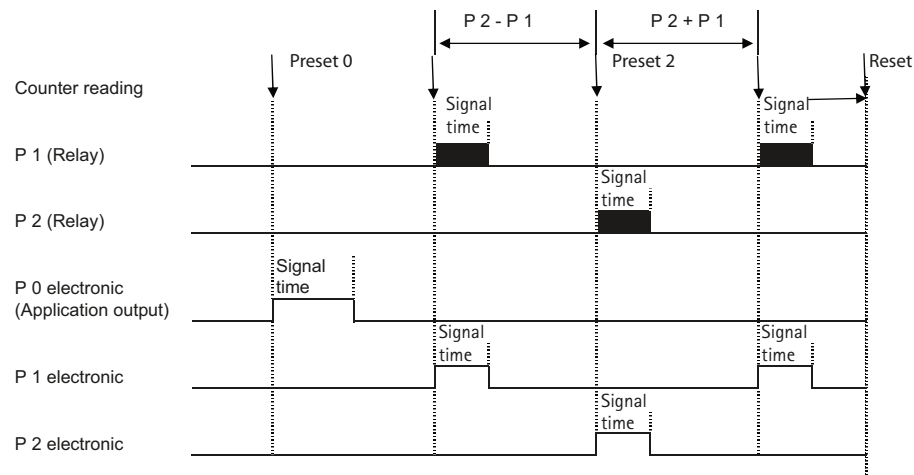 P 2 - P 1
P 2 + P 1
Preset 0
Preset 2
Reset
Counter reading
Signal
time
Signal
time
P 1 (Relay)
Signal
time
P 2 (Relay)
Signal
time
P 0 electronic
(Application output)
Signal
time
Signal
time
P 1 electronic
Signal
time
P 2 electronic